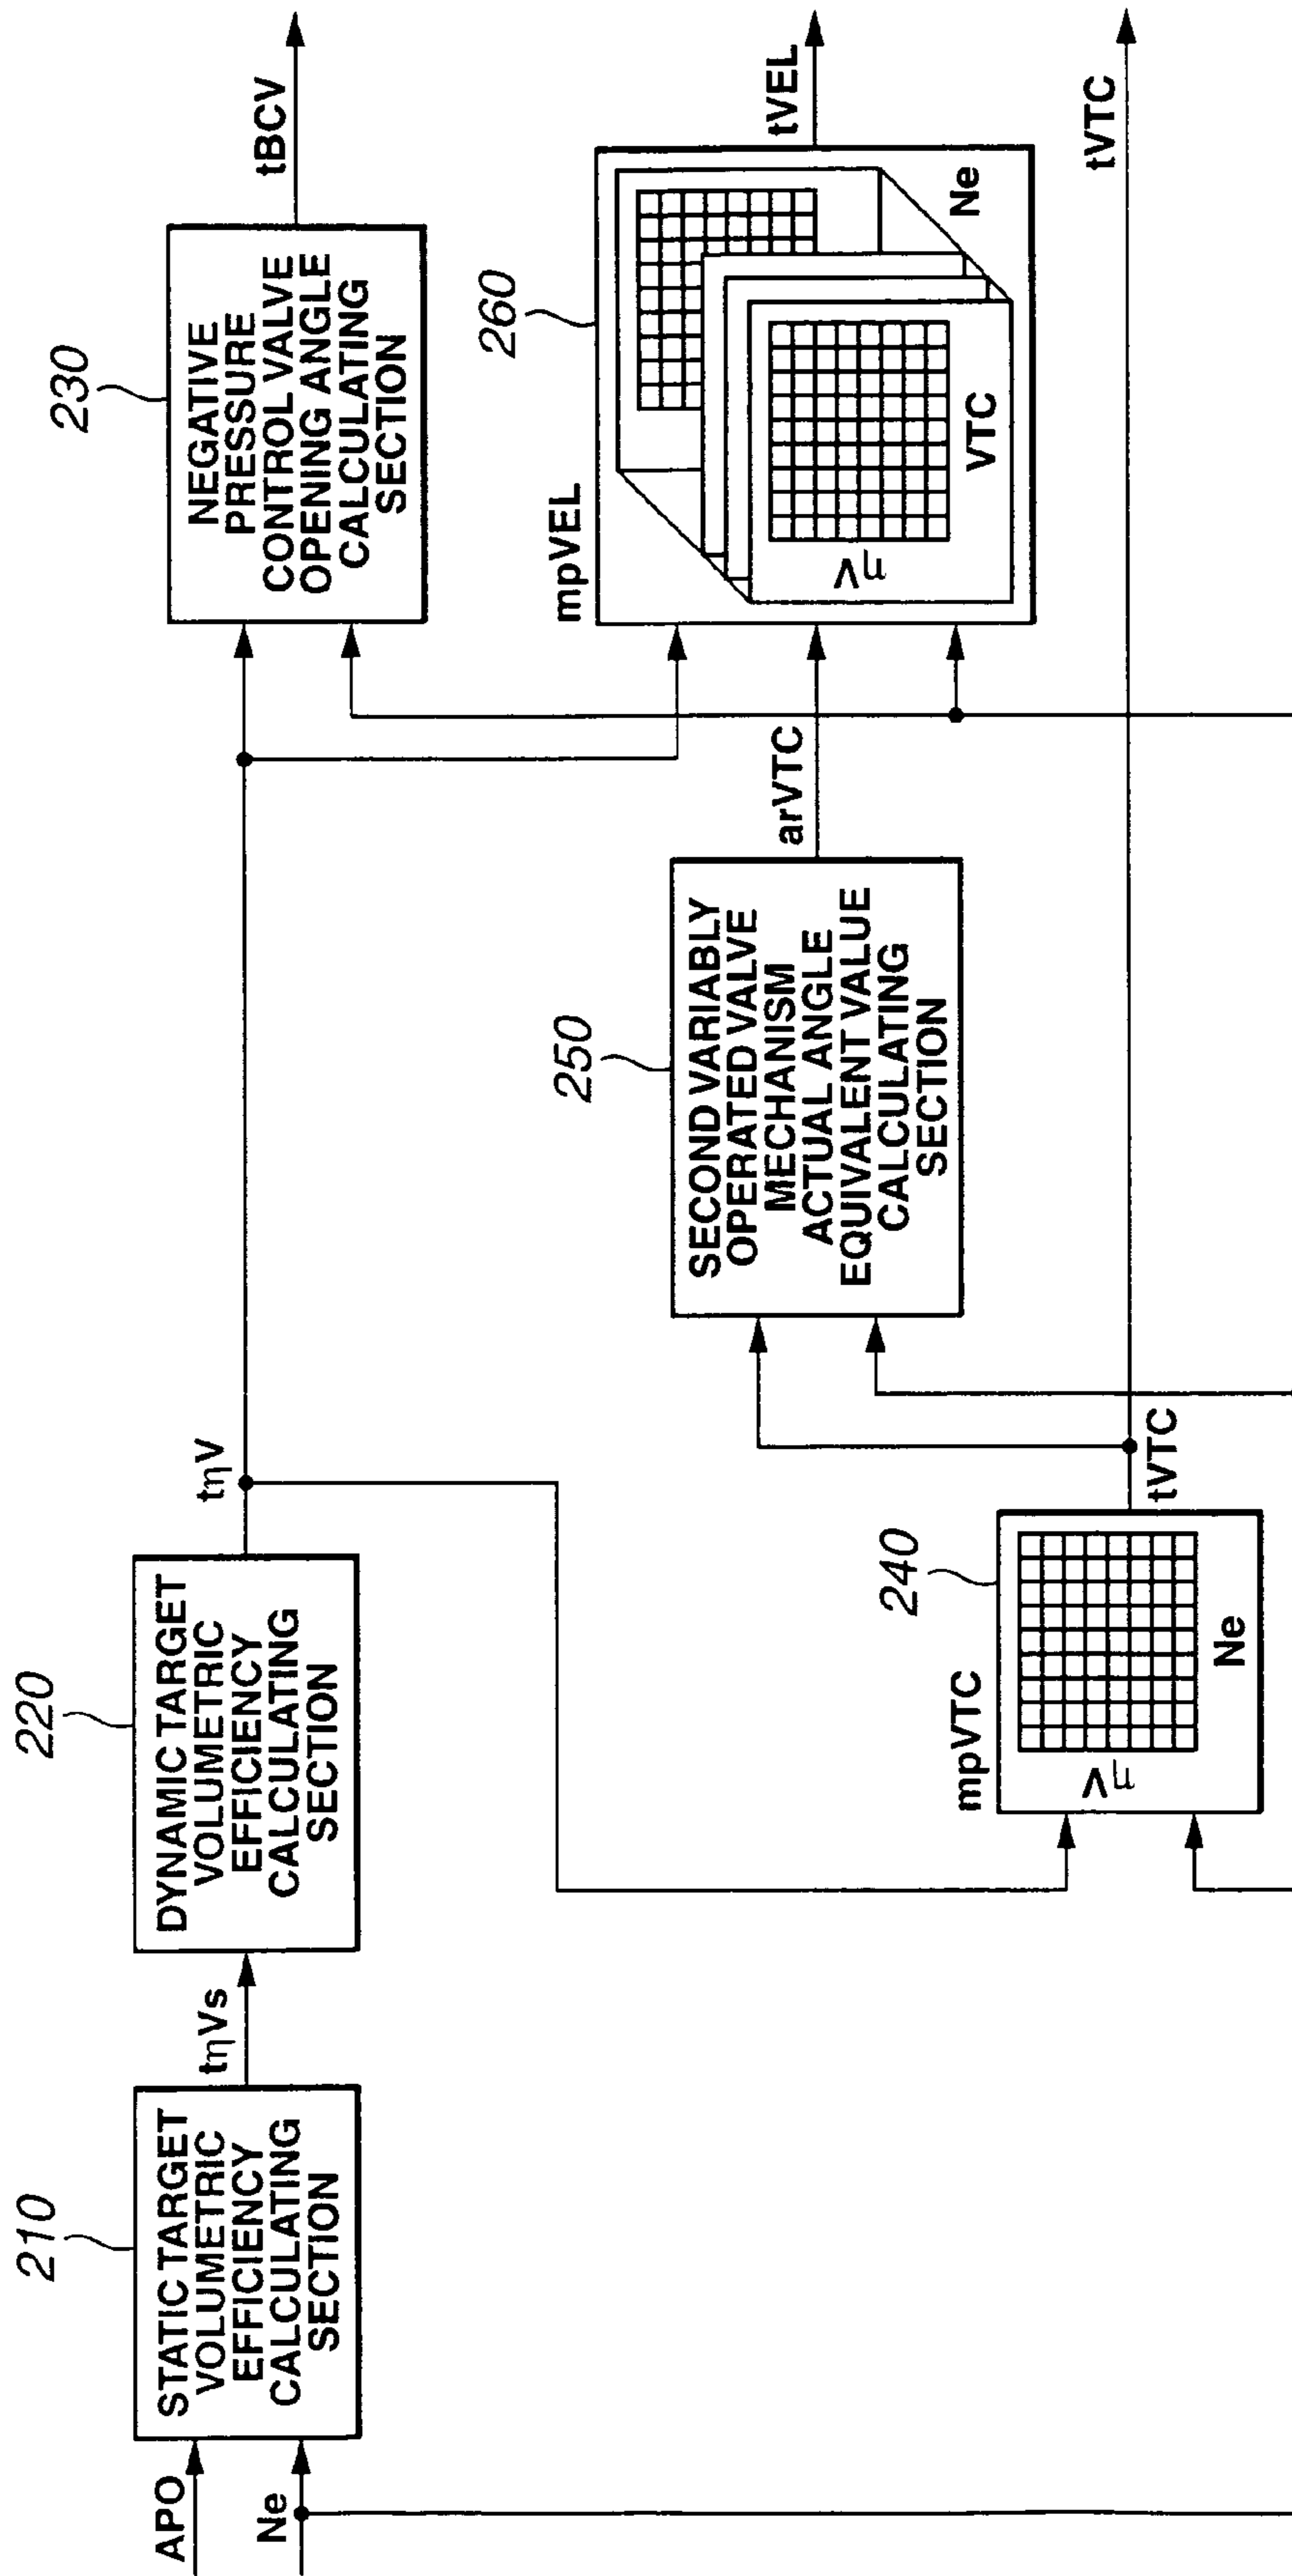 APO
Ne
210
STATIC TARGET
VOLUMETRIC
EFFICIENCY
CALCULATING
SECTION
tηVs
220
DYNAMIC TARGET
VOLUMETRIC
EFFICIENCY
CALCULATING
SECTION
tηV
230
NEGATIVE
PRESSURE
CONTROL VALVE
OPENING ANGLE
CALCULATING
SECTION
tBCV
mpVTC
240
ηV
Ne
tVTC
250
SECOND VARIABLY
OPERATED VALVE
MECHANISM
ACTUAL ANGLE
EQUIVALENT VALUE
CALCULATING
SECTION
arVTC
mpVEL
260
ηV
VTC
Ne
tVEL
tVTC